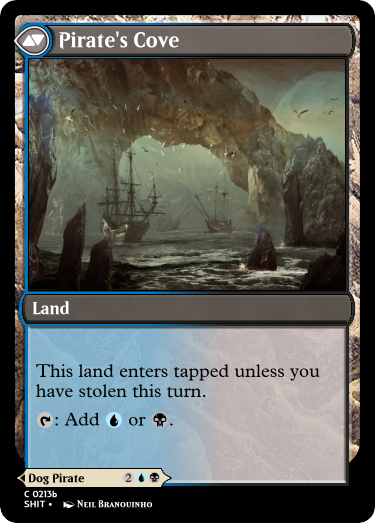 Pirate's Cove
Land
This land enters tapped unless you
have stolen this turn.
: Add or .
Dog Pirate 2
C 0213b
SHIT • Neil Branquinho